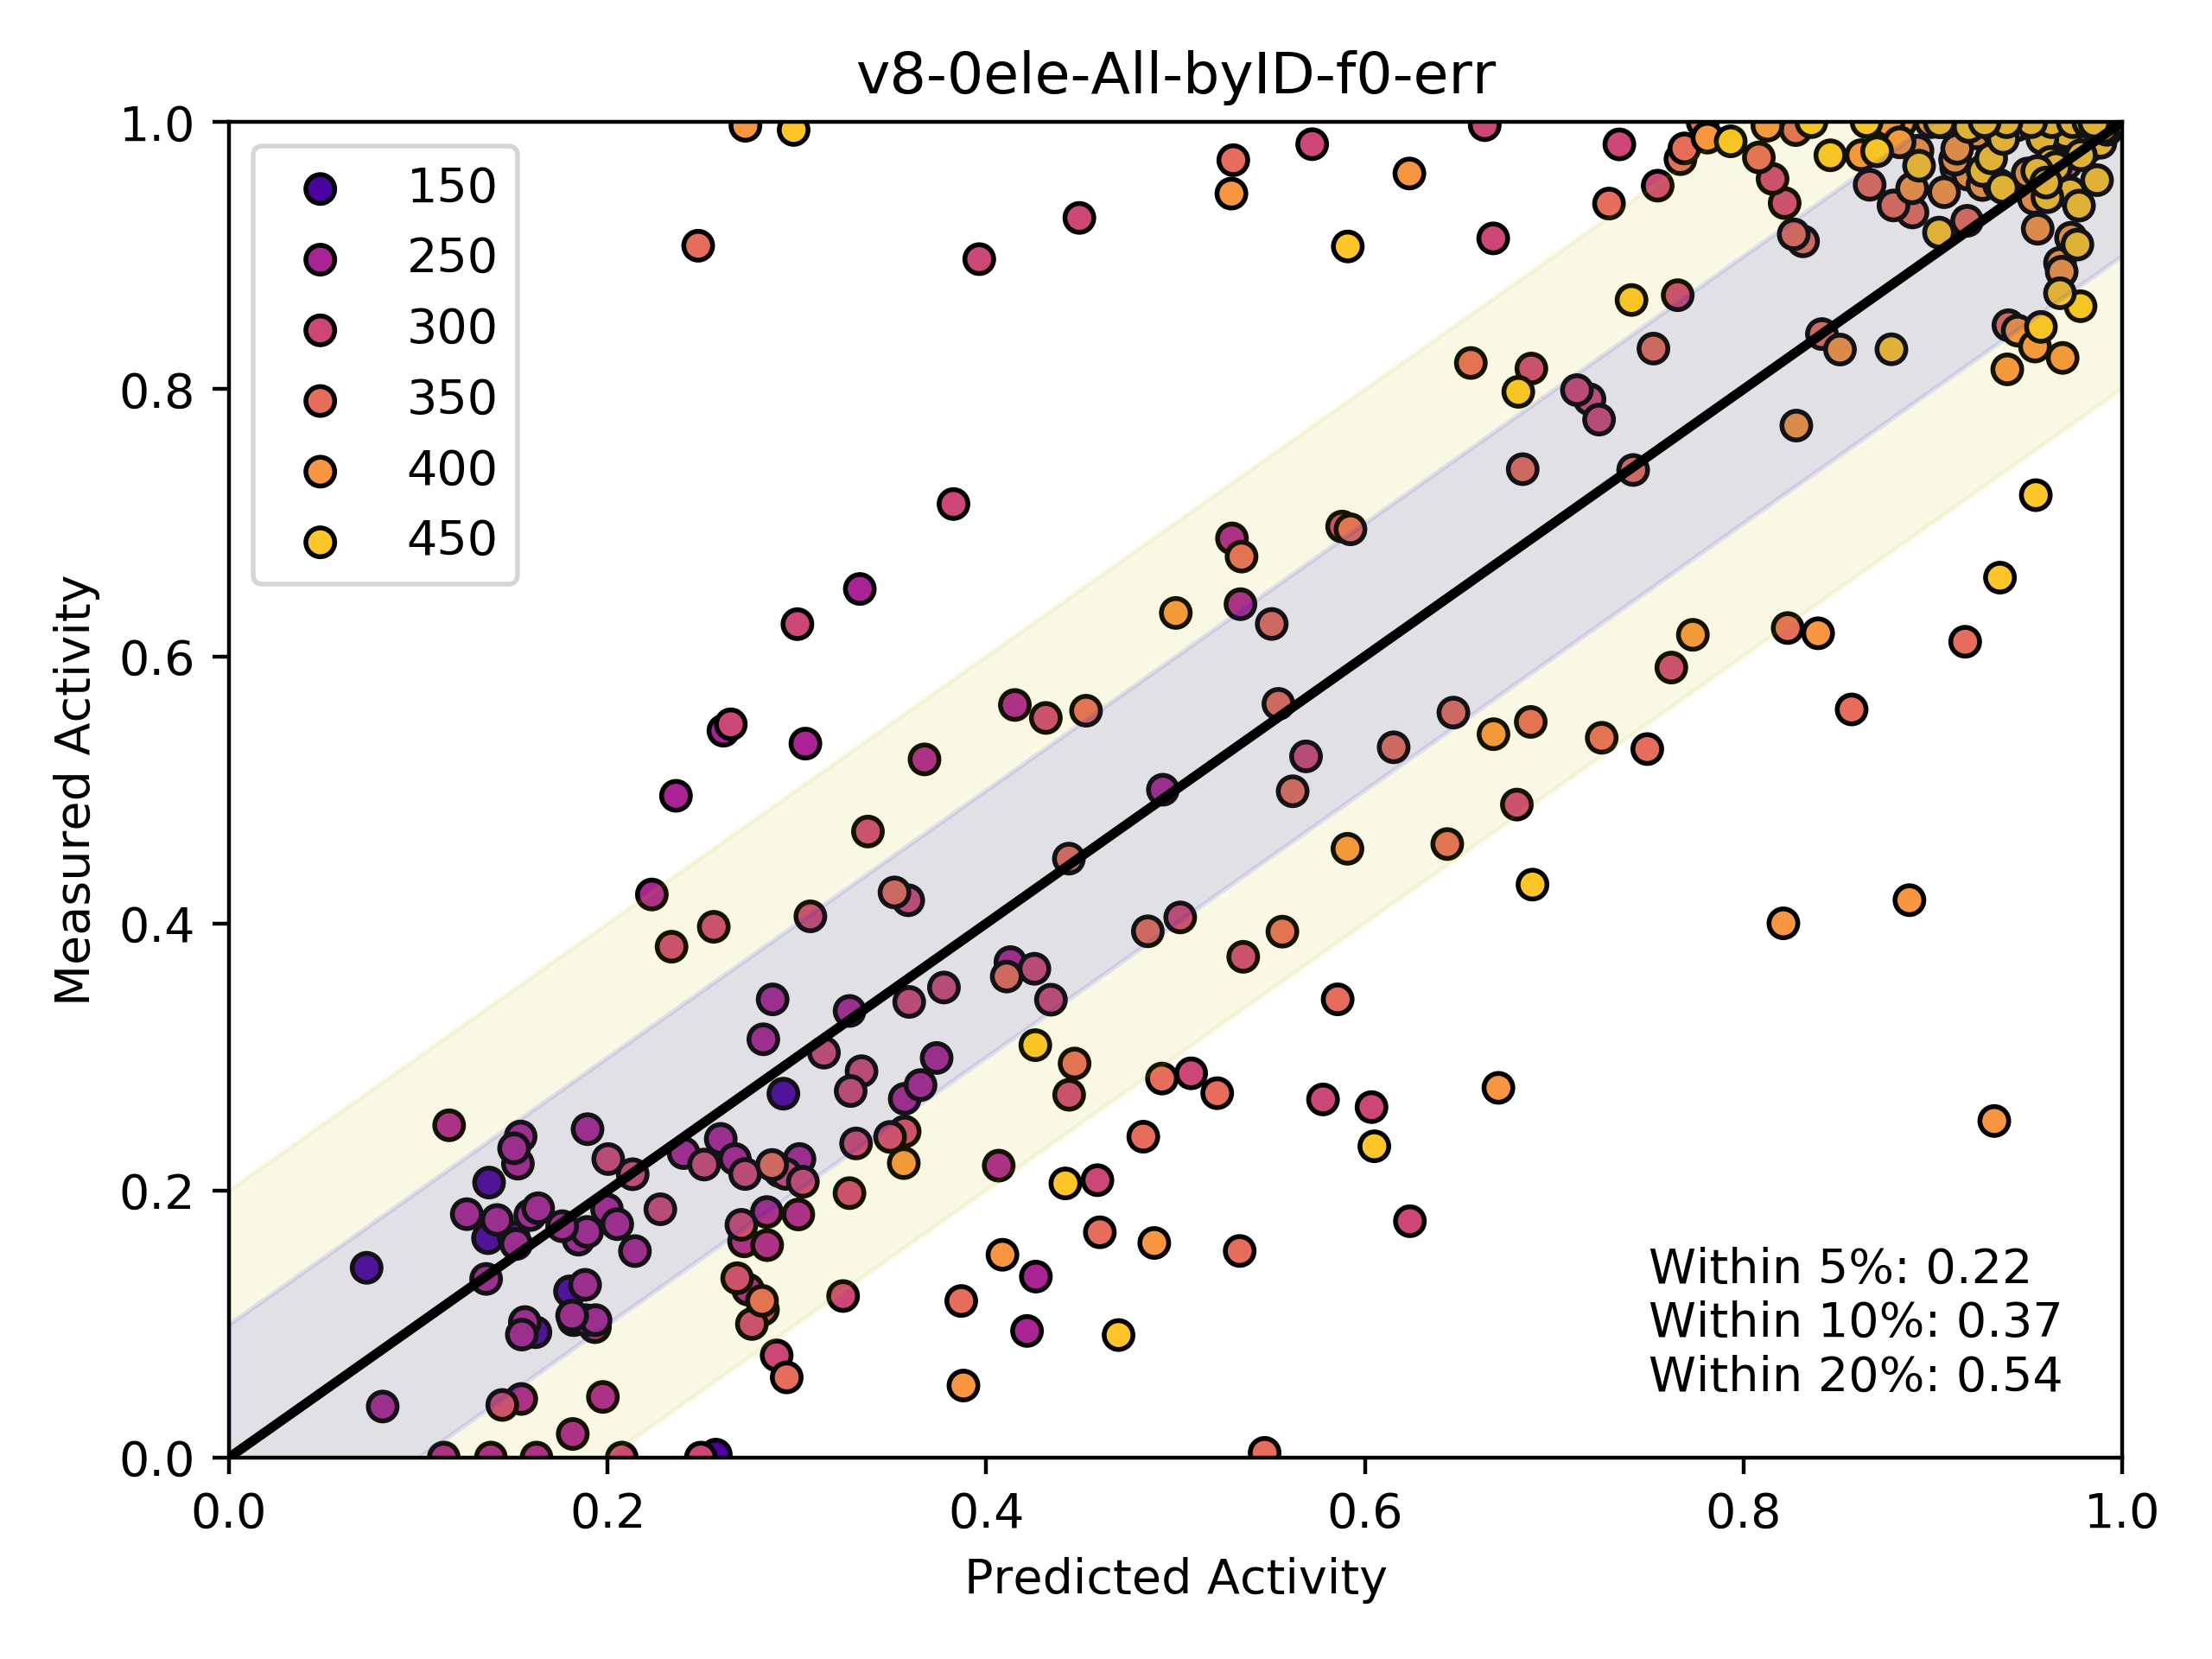 v8-0ele-All-byID-f0-err
1.0
0.8
0.6
0.4
0.2
0.0
Measured Activity
150
250
300
350
400
450
Within 5%: 0.22
Within 10%: 0.37
Within 20%: 0.54
0.0 0.2 0.4 0.6 0.8 1.0
Predicted Activity